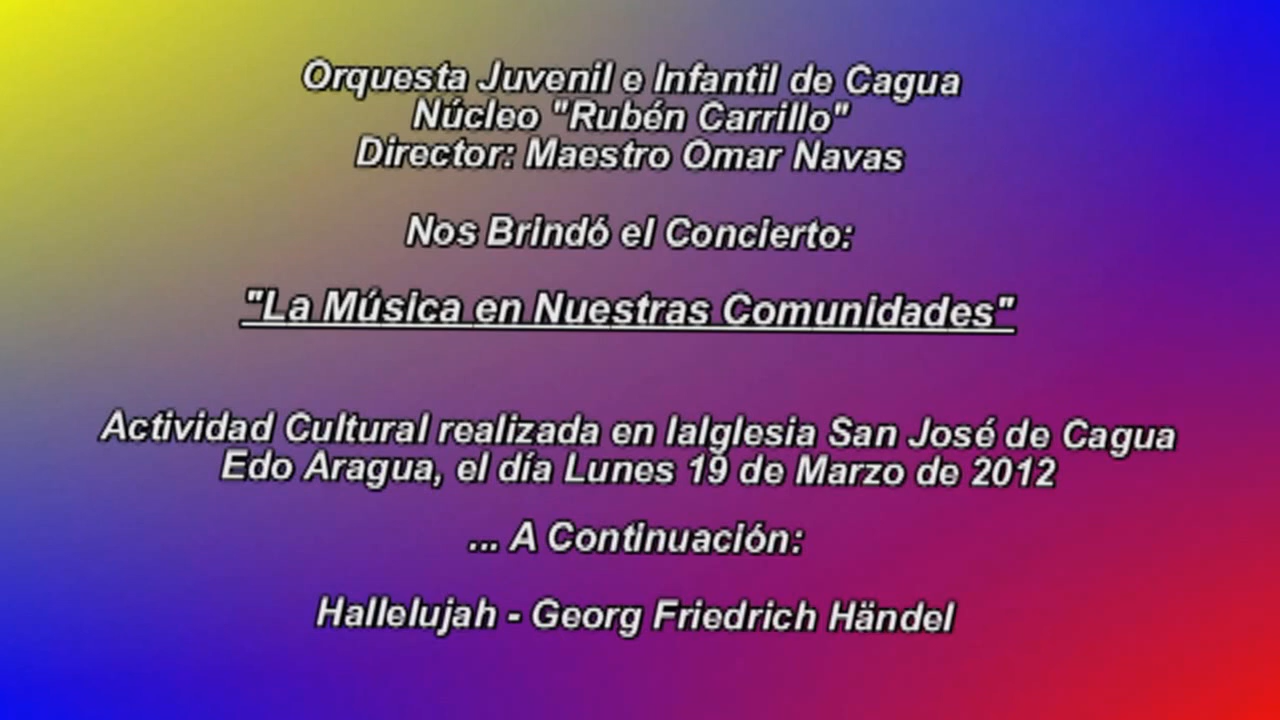 Orquesta Juvenil e Infantil de Cagua
Núcleo "Rubén Carrillo"
Director: Maestro Omar Navas
Nos Brindó el Concierto:
"La Música en Nuestras Comunidades"
Actividad Cultural realizada en laIglesia San José de Cagua
Edo Aragua, el día Lunes 19 de Marzo de 2012
... A Continuación:
Hallelujah - Georg Friedrich Händel